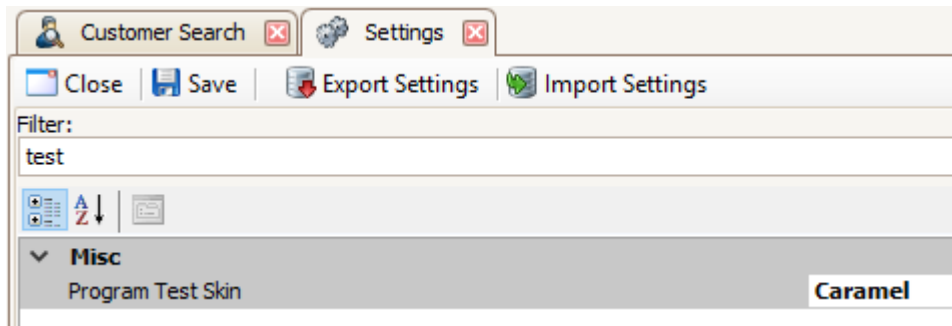 Customer Search Settings
Close Save Export Settings Import Settings
Filter:
test
A
Z
Misc
Program Test Skin Caramel